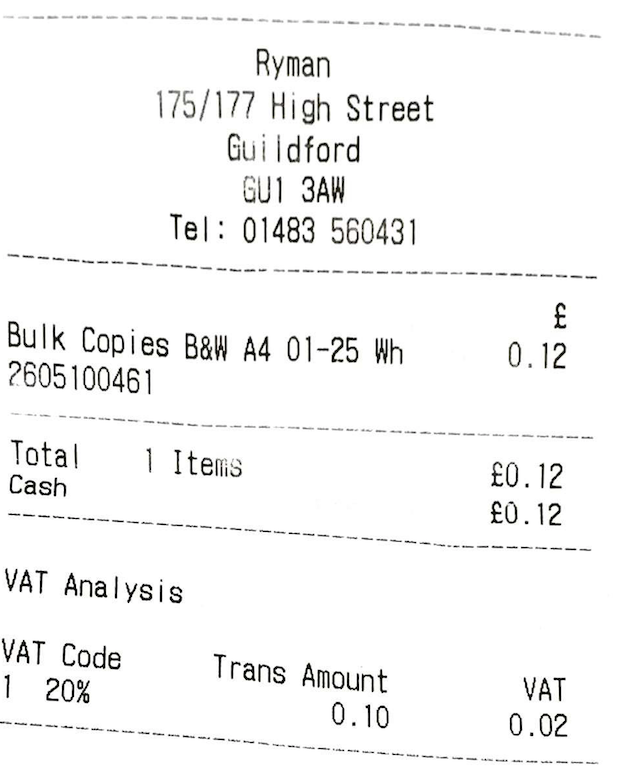 Ryman
175/177 High Street
Guildford
GU1 3AW
Tel: 01483 560431
£
Bulk Copies B&W A4 01-25 Wh 0.12
2605100461
Total 1 Items £0.12
Cash £0.12
VAT Analysis
VAT Code Trans Amount VAT
1 20% 0.10 0.02